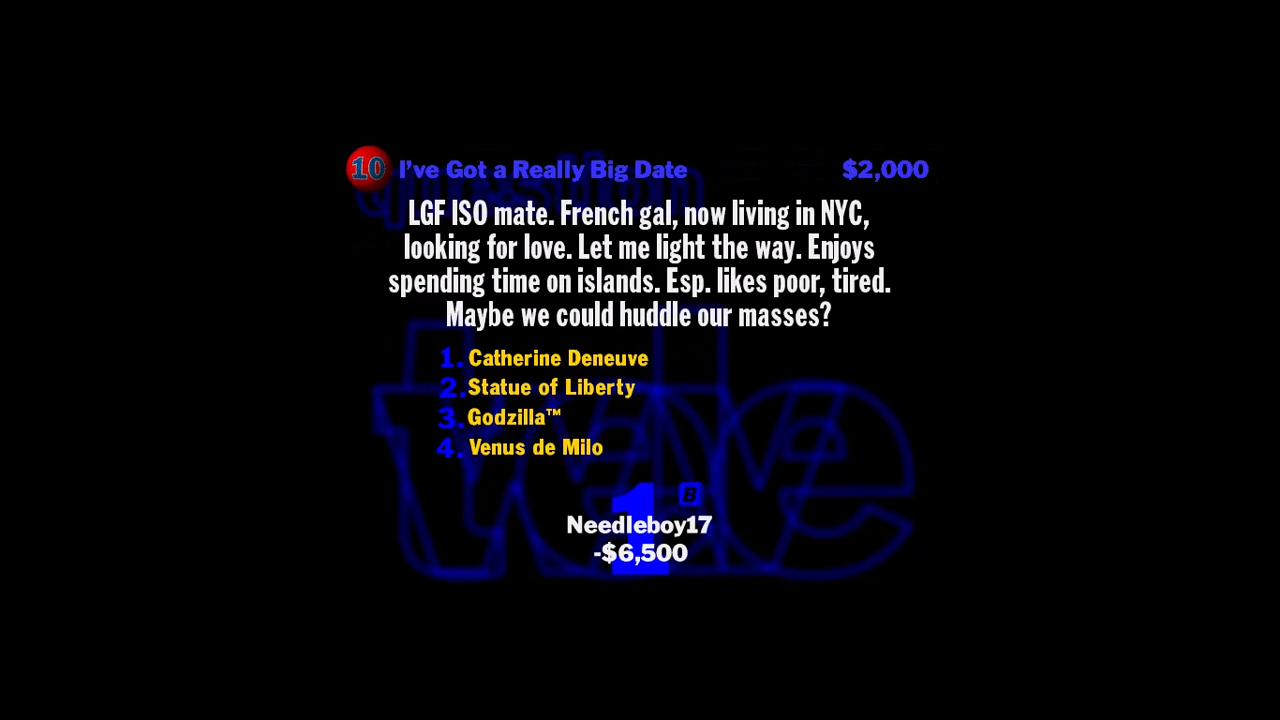 question
10 I've Got a Really Big Date $2,000
LGF ISO mate. French gal, now living in NYC,
looking for love. Let me light the way. Enjoys
spending time on islands. Esp. likes poor, tired.
Maybe we could huddle our masses?
1. Catherine Deneuve
2. Statue of Liberty
3. Godzilla™
4. Venus de Milo
twelve
1 B
Needleboy17
-$6,500